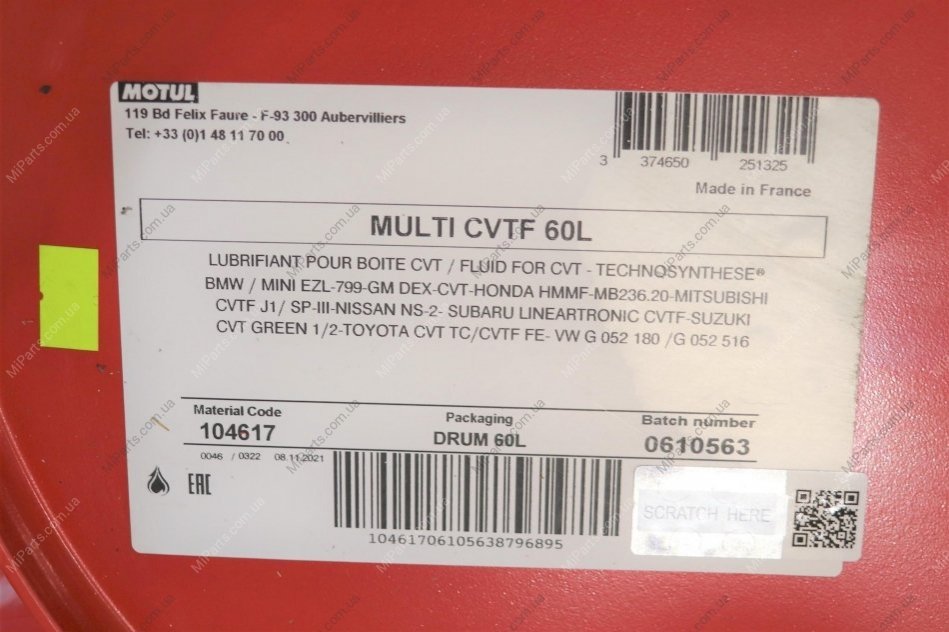 MOTUL
119 Bd Felix Faure - F-93 300 Aubervilliers
Tel: +33 (0)1 48 11 70 00
3 374650 251325
Made in France
MULTI CVTF 60L
LUBRIFIANT POUR BOITE CVT / FLUID FOR CVT - TECHNOSYNTHESE®
BMW / MINI EZL-799-GM DEX-CVT-HONDA HMMF-MB236.20-MITSUBISHI
CVTF J1/ SP-III-NISSAN NS-2- SUBARU LINEARTRONIC CVTF-SUZUKI
CVT GREEN 1/2-TOYOTA CVT TC/CVTF FE- VW G 052 180 /G 052 516
Material Code Packaging Batch number
104617 DRUM 60L 0610563
0046 / 0322 08.11.2021
EAC
SCRATCH HERE
10461706105638796895
MiParts.com.ua